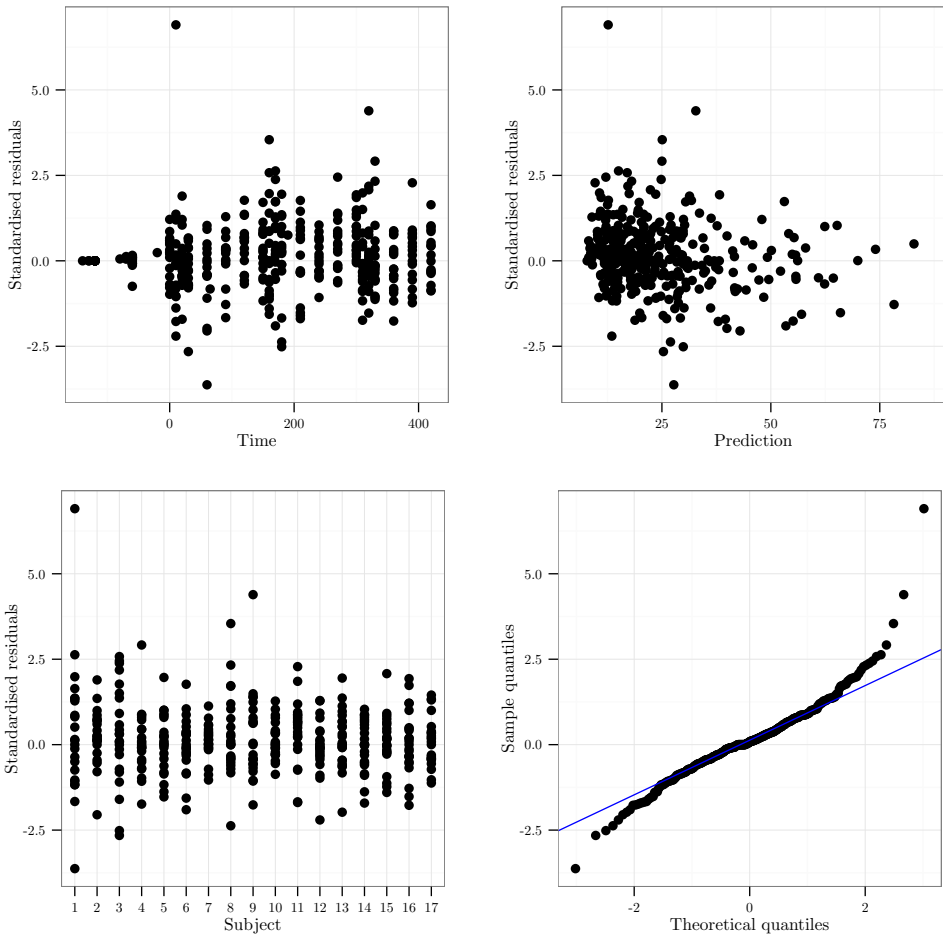 5.0
2.5
0.0
-2.5
Standardised residuals
0 200 400
Time
5.0
2.5
0.0
-2.5
Standardised residuals
25 50 75
Prediction
5.0
2.5
0.0
-2.5
Standardised residuals
1 2 3 4 5 6 7 8 9 10 11 12 13 14 15 16 17
Subject
5.0
2.5
0.0
-2.5
Sample quantiles
-2 0 2
Theoretical quantiles